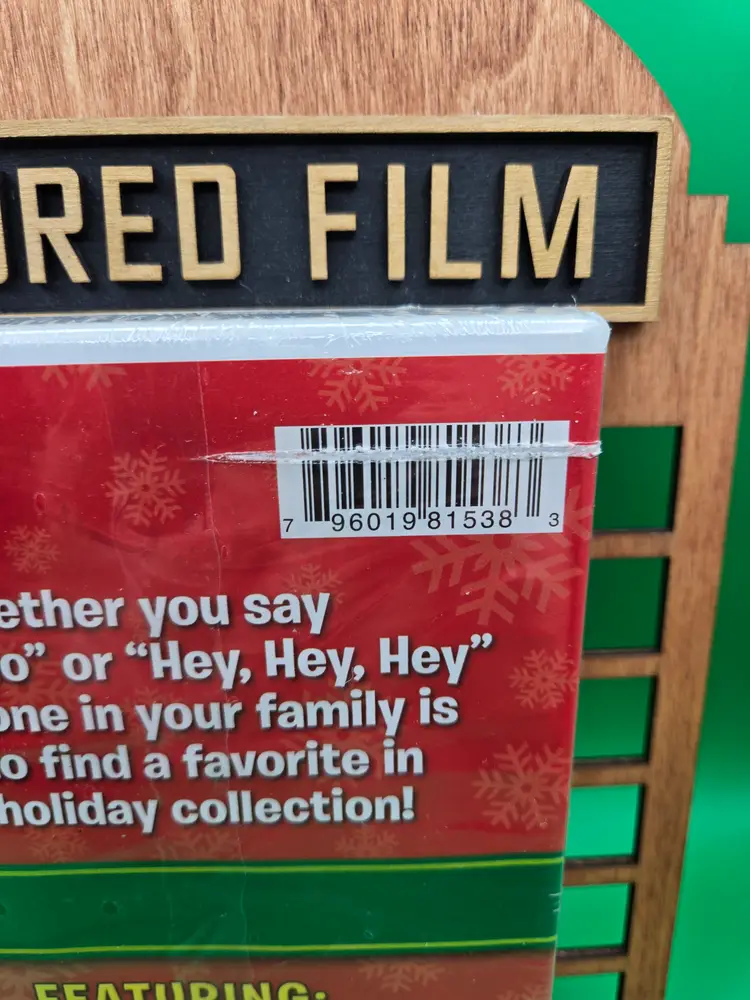 RED FILM
7 96019 81538 3
ether you say
o” or “Hey, Hey, Hey”
one in your family is
o find a favorite in
holiday collection!
FEATURING: